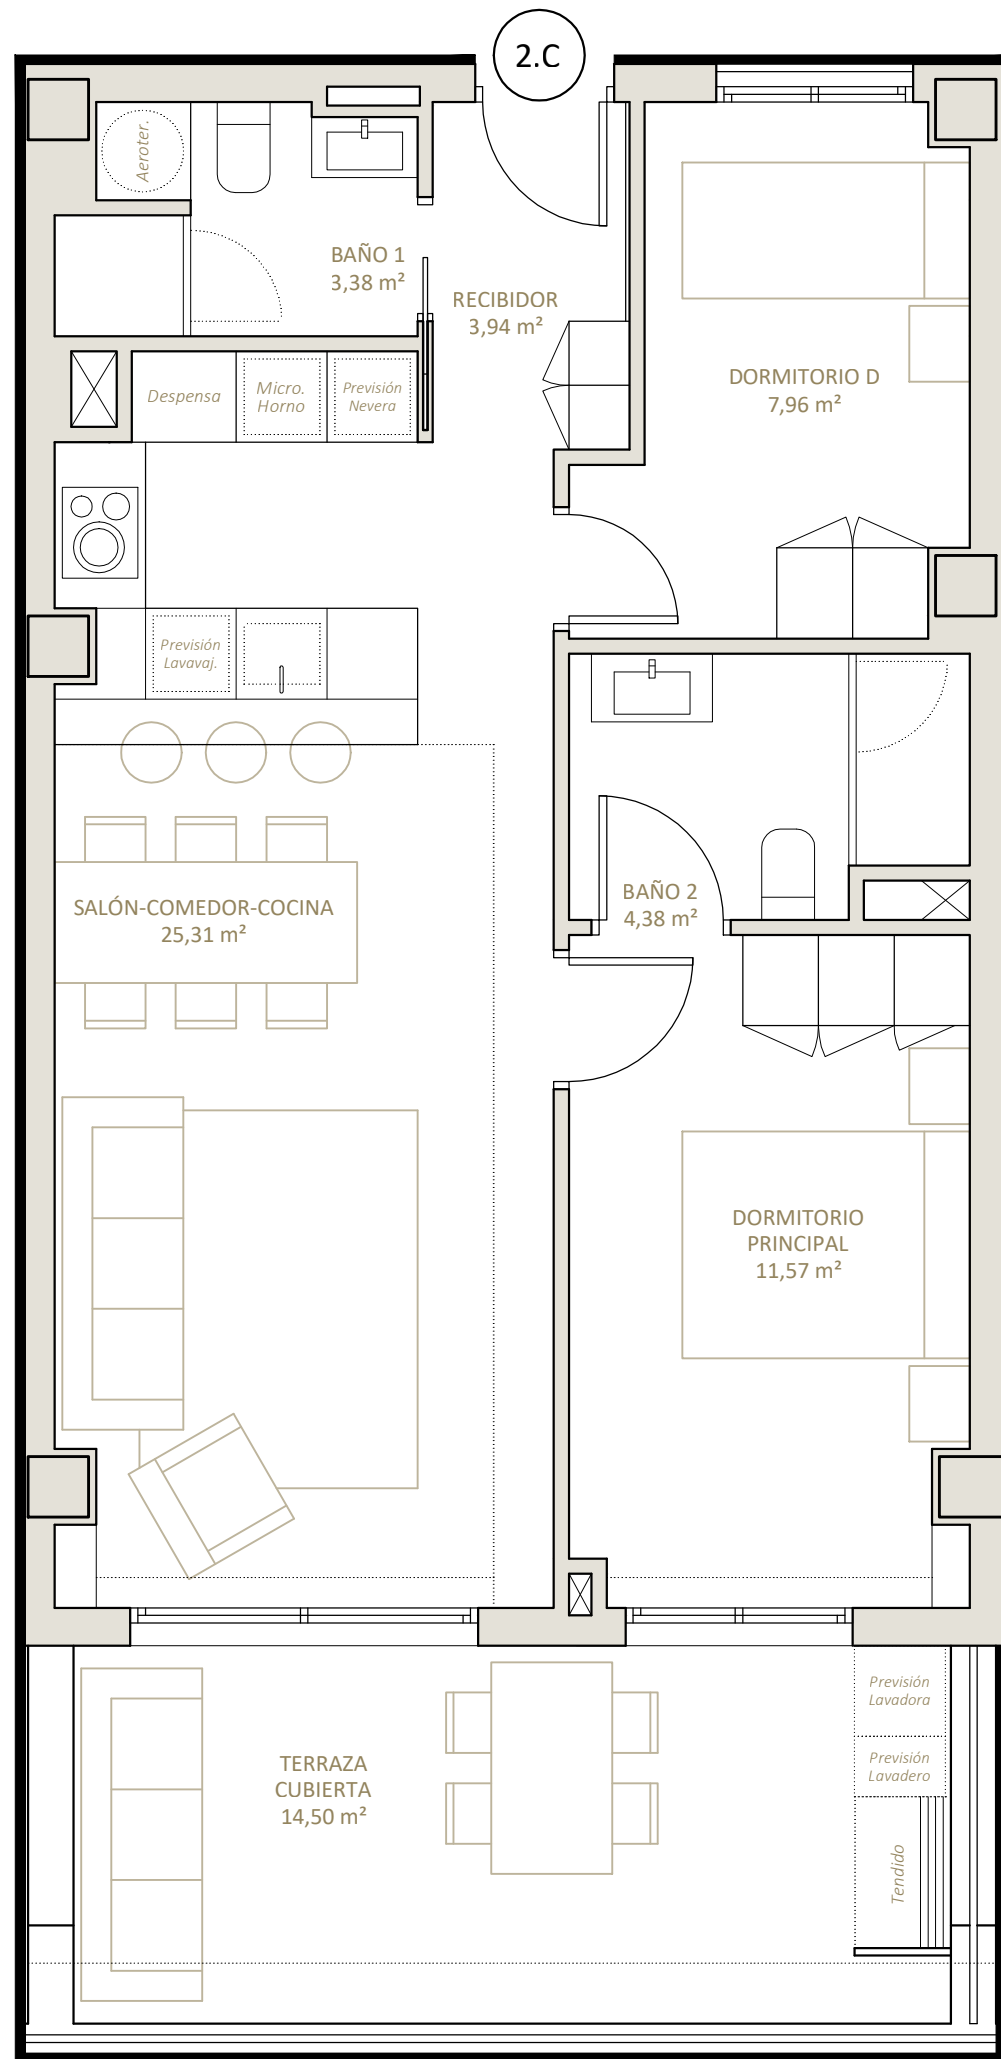 2.C
Aeroter.
BAÑO 1
3,38 m²
RECIBIDOR
3,94 m²
DORMITORIO D
7,96 m²
Despensa
Micro.
Horno
Previsión
Nevera
Previsión
Lavavaj.
SALÓN-COMEDOR-COCINA
25,31 m²
BAÑO 2
4,38 m²
DORMITORIO
PRINCIPAL
11,57 m²
TERRAZA
CUBIERTA
14,50 m²
Previsión
Lavadora
Previsión
Lavadero
Tendido